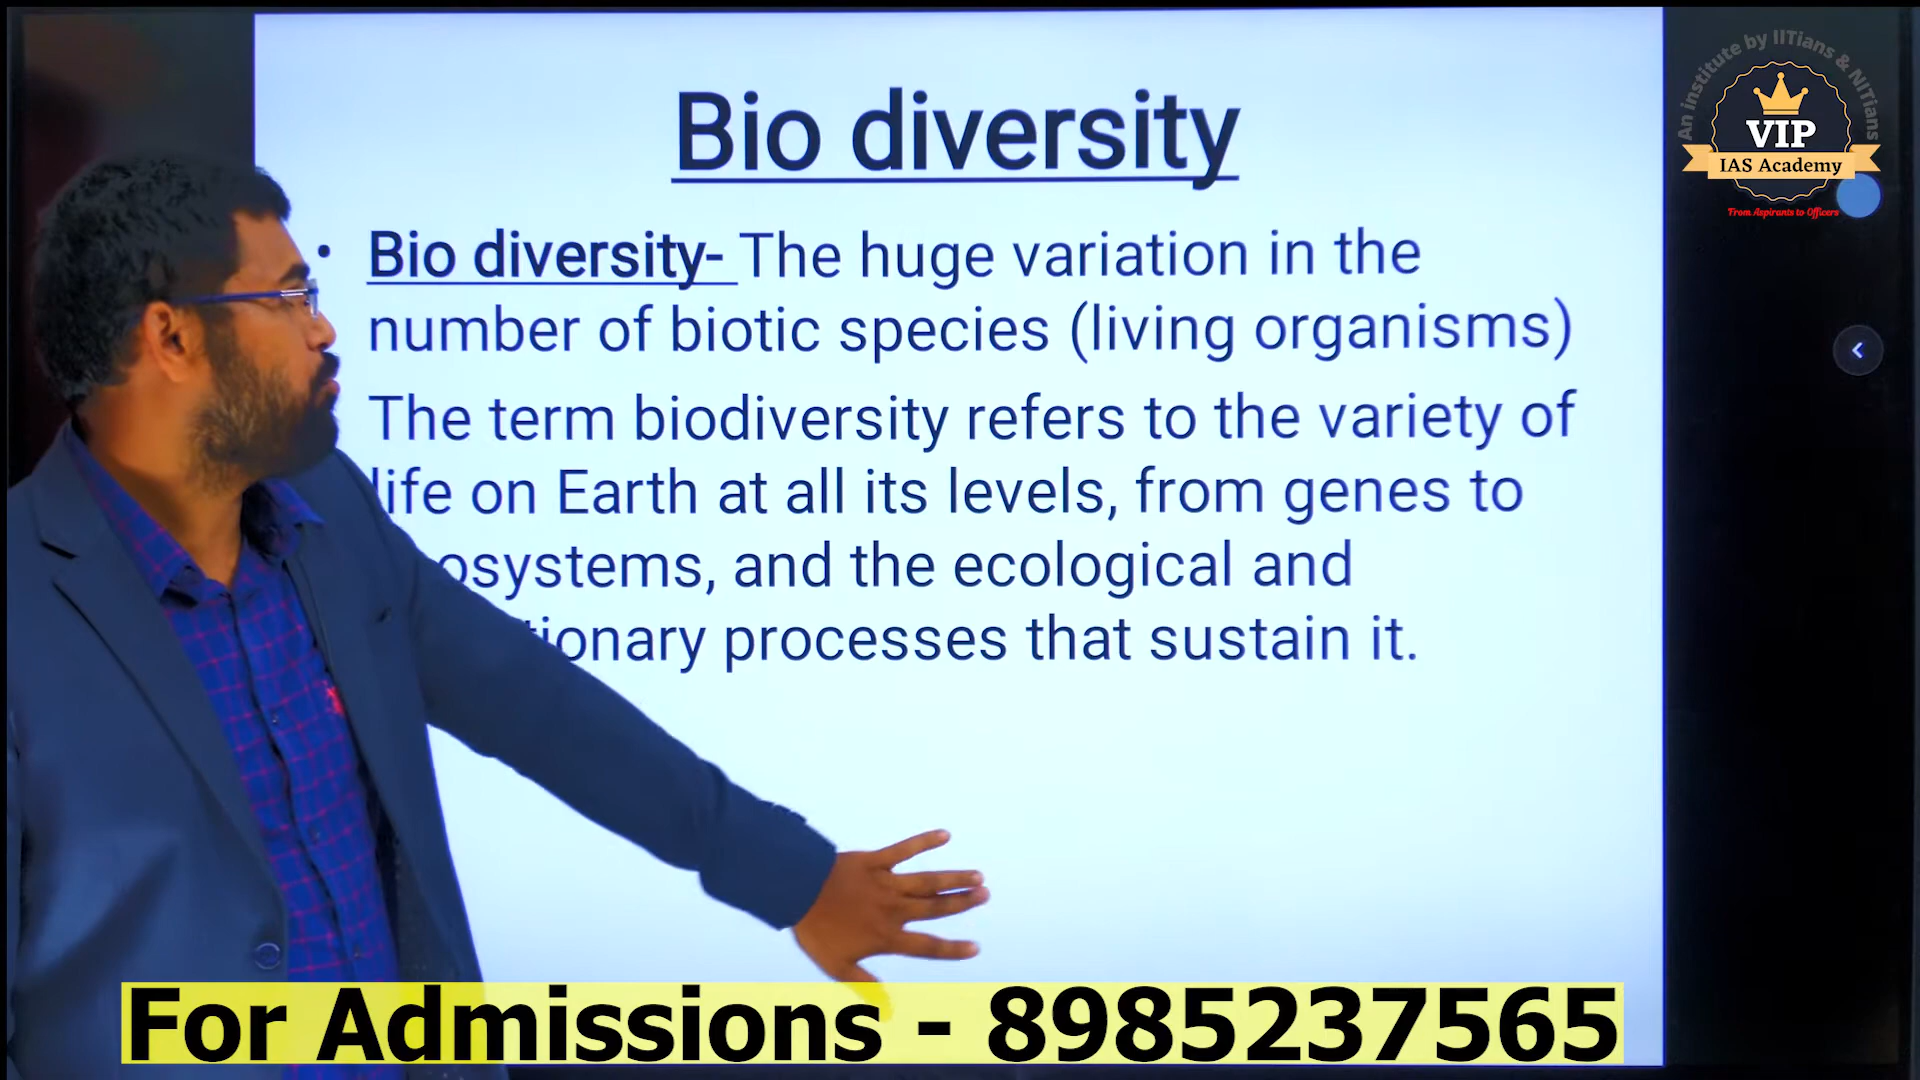 Bio diversity
An institute by IITians & NITians
VIP
IAS Academy
From Aspirants to Officers
• Bio diversity- The huge variation in the
number of biotic species (living organisms)
The term biodiversity refers to the variety of
life on Earth at all its levels, from genes to
osystems, and the ecological and
tionary processes that sustain it.
For Admissions - 8985237565